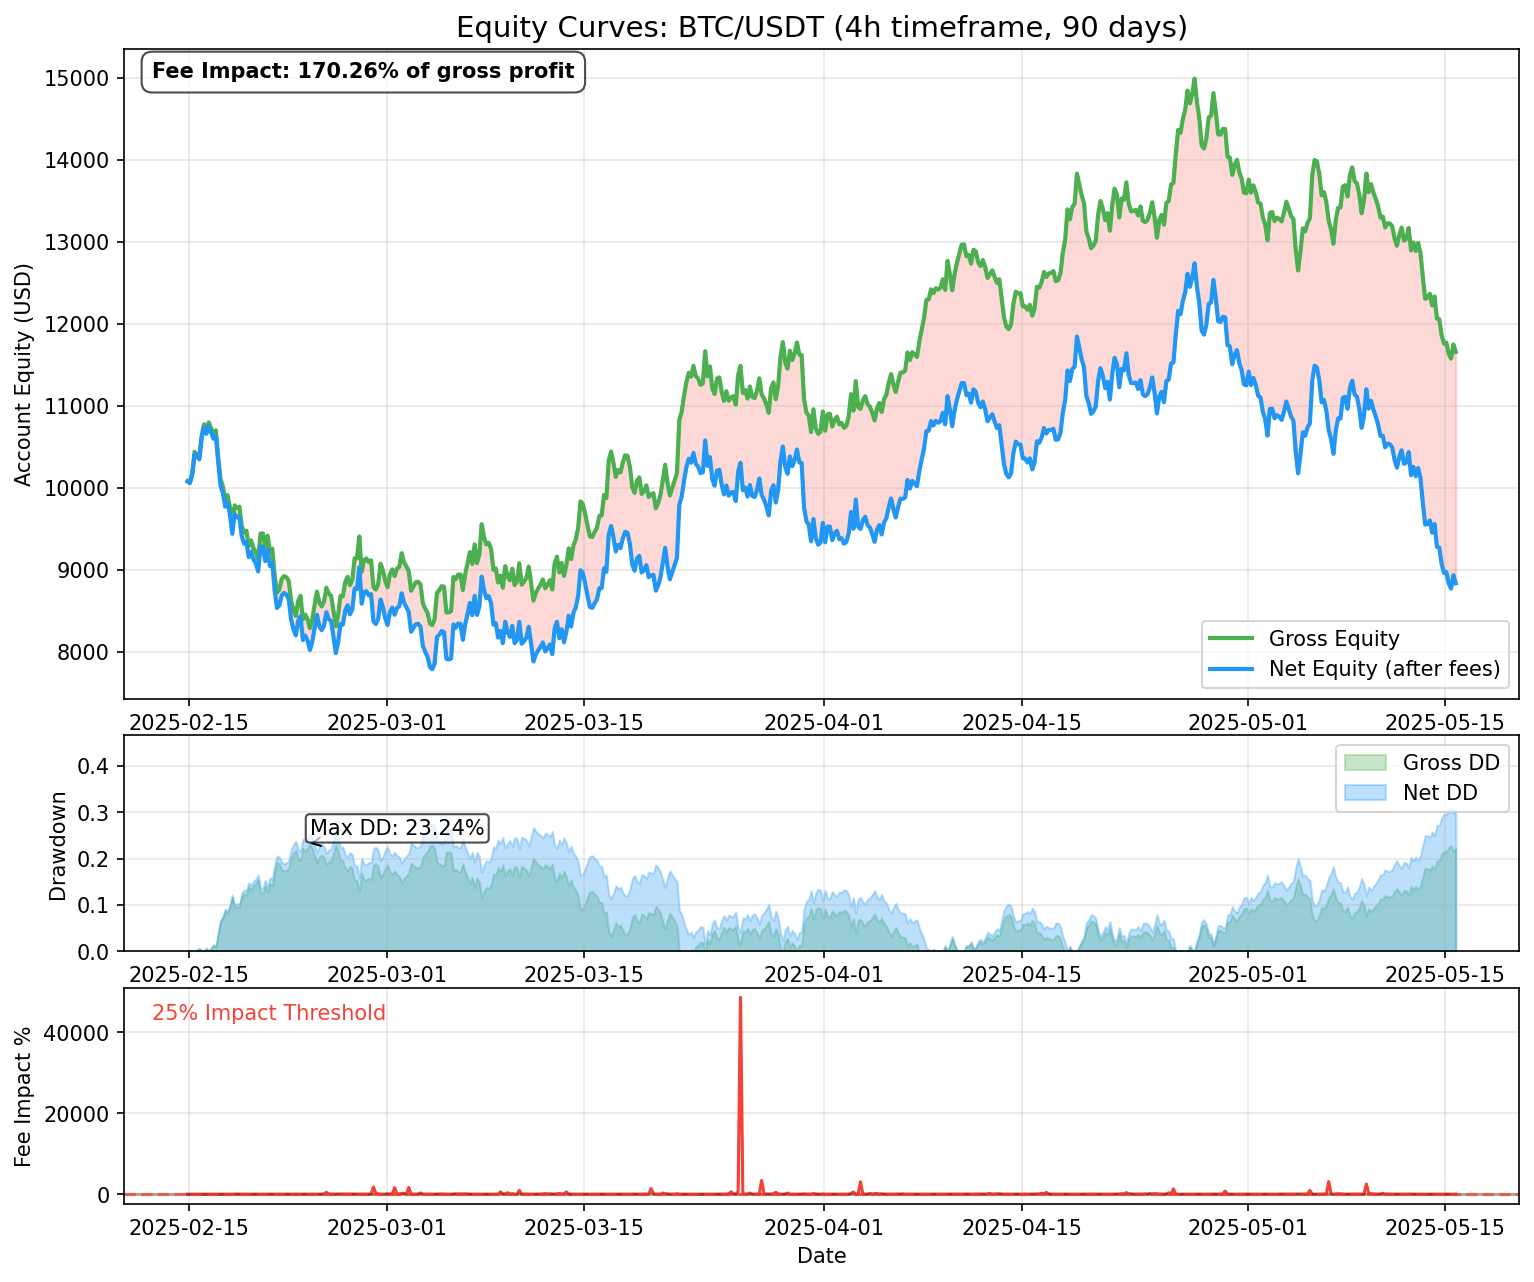 Equity Curves: BTC/USDT (4h timeframe, 90 days)
Fee Impact: 170.26% of gross profit
Account Equity (USD)
15000
14000
13000
12000
11000
10000
9000
8000
Gross Equity
Net Equity (after fees)
2025-02-15 2025-03-01 2025-03-15 2025-04-01 2025-04-15 2025-05-01 2025-05-15
Drawdown
0.4
0.3
0.2
0.1
0.0
Max DD: 23.24%
Gross DD
Net DD
2025-02-15 2025-03-01 2025-03-15 2025-04-01 2025-04-15 2025-05-01 2025-05-15
Fee Impact %
25% Impact Threshold
40000
20000
0
2025-02-15 2025-03-01 2025-03-15 2025-04-01 2025-04-15 2025-05-01 2025-05-15
Date